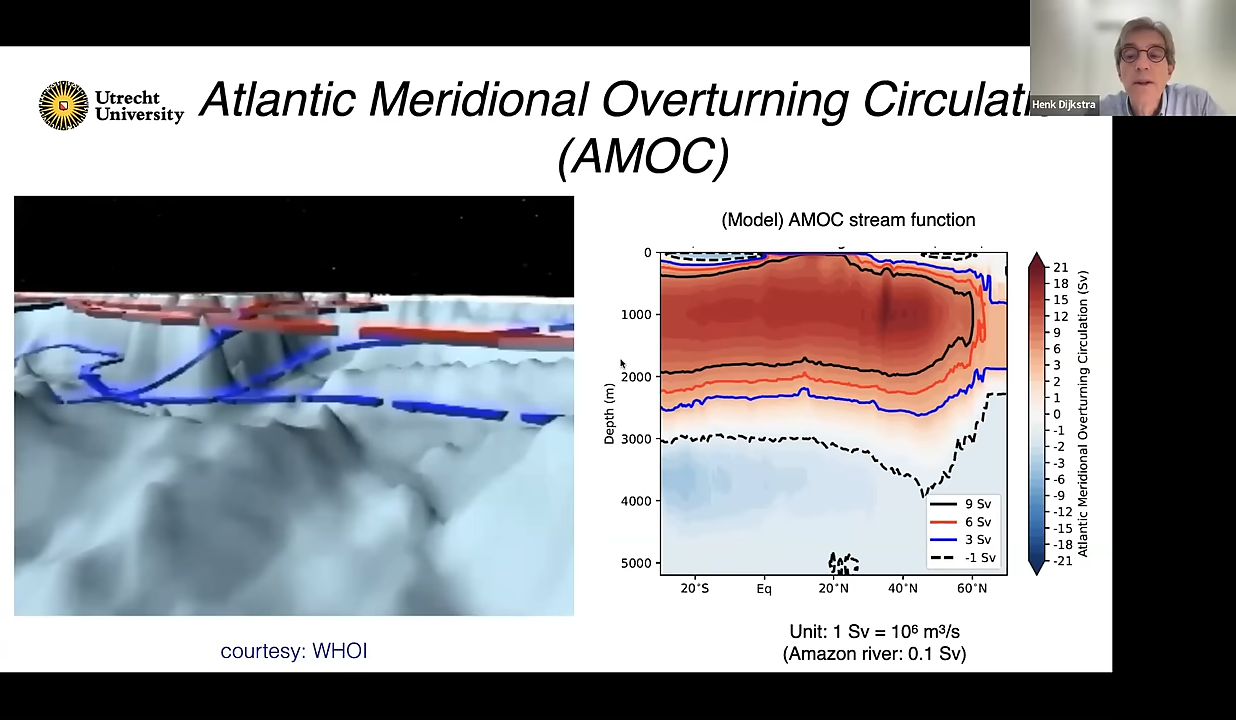 Utrecht
University
Atlantic Meridional Overturning Circulati
(AMOC)
Henk Dijkstra
(Model) AMOC stream function
0
1000
2000
3000
4000
5000
Depth (m)
20°S
Eq
20°N
40°N
60°N
9 Sv
6 Sv
3 Sv
-1 Sv
21
18
15
12
9
6
3
2
1
0
-1
-2
-3
-6
-9
-12
-15
-18
-21
Atlantic Meridional Overturning Circulation (Sv)
courtesy: WHOI
Unit: 1 Sv = 10⁶ m³/s
(Amazon river: 0.1 Sv)